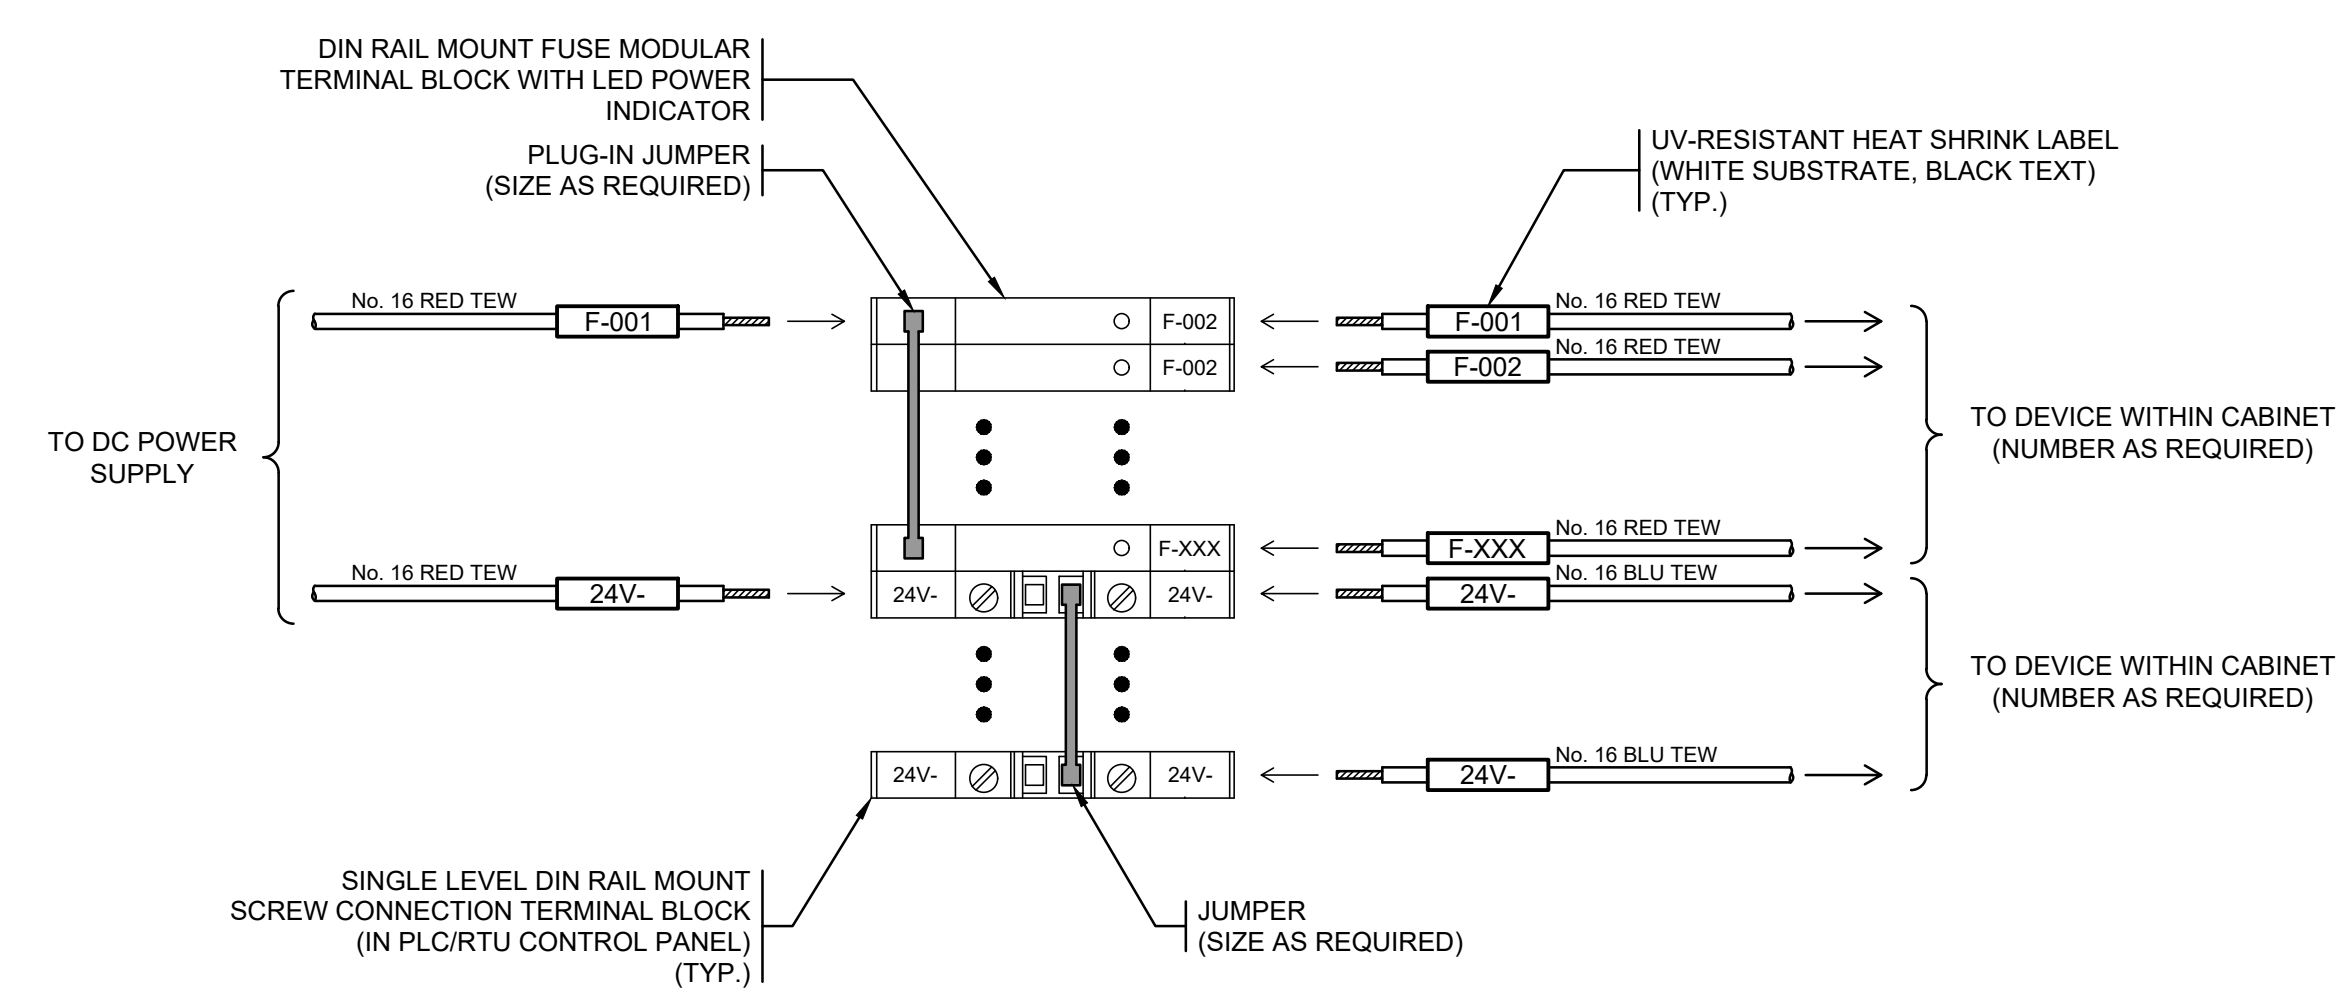 DIN RAIL MOUNT FUSE MODULAR
TERMINAL BLOCK WITH LED POWER
INDICATOR
PLUG-IN JUMPER
(SIZE AS REQUIRED)
UV-RESISTANT HEAT SHRINK LABEL
(WHITE SUBSTRATE, BLACK TEXT)
(TYP.)
No. 16 RED TEW
F-001
F-002
F-001
No. 16 RED TEW
F-002
F-002
No. 16 RED TEW
TO DC POWER
SUPPLY
TO DEVICE WITHIN CABINET
(NUMBER AS REQUIRED)
F-XXX
F-XXX
No. 16 RED TEW
No. 16 RED TEW
24V-
24V-
24V-
24V-
No. 16 BLU TEW
TO DEVICE WITHIN CABINET
(NUMBER AS REQUIRED)
24V-
24V-
24V-
No. 16 BLU TEW
SINGLE LEVEL DIN RAIL MOUNT
SCREW CONNECTION TERMINAL BLOCK
(IN PLC/RTU CONTROL PANEL)
(TYP.)
JUMPER
(SIZE AS REQUIRED)